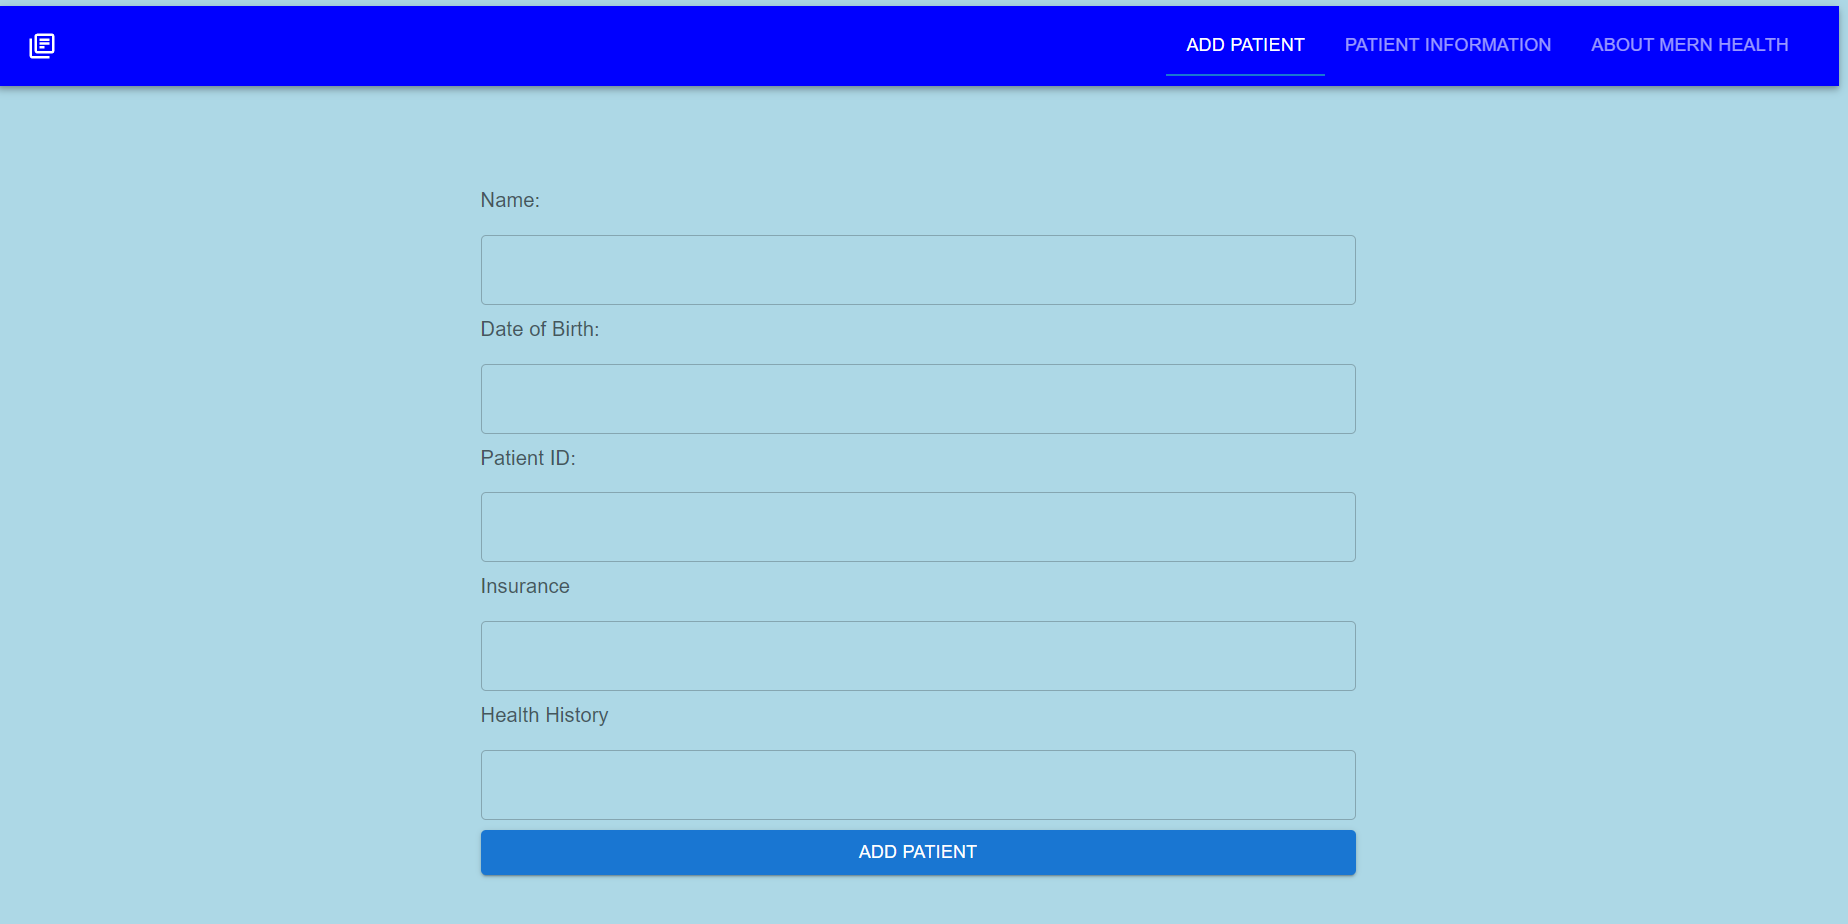 ADD PATIENT PATIENT INFORMATION ABOUT MERN HEALTH
Name:
Date of Birth:
Patient ID:
Insurance
Health History
ADD PATIENT